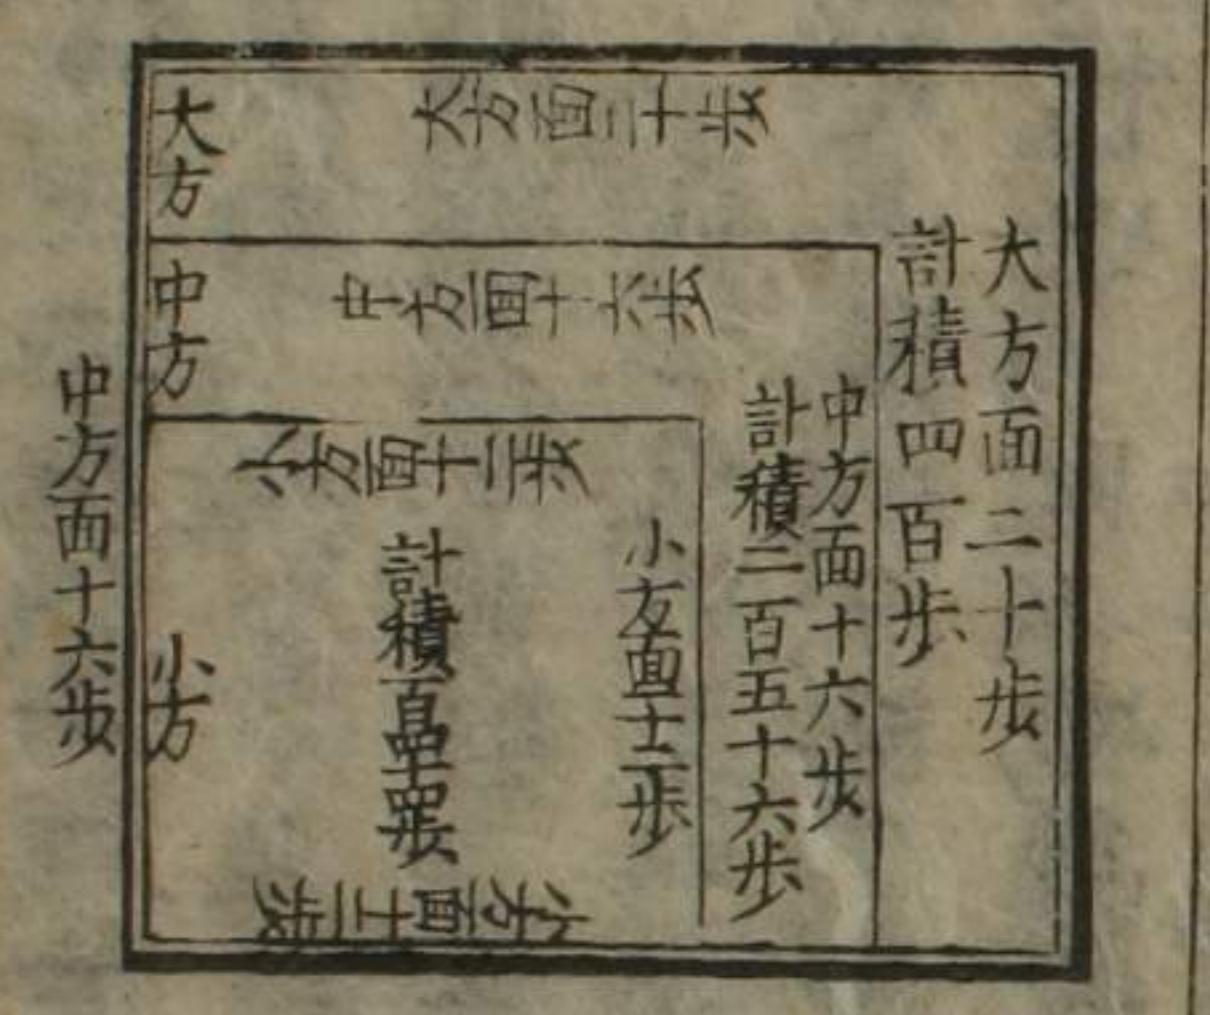 大方面二十步
計積四百步
大方面二十步
中方面十六步
計積二百五十六步
中方面十六步
小方面十二步
小方面十二步
計積一百四十四步
小方面十二步
大方
中方
小方
中方面十六步